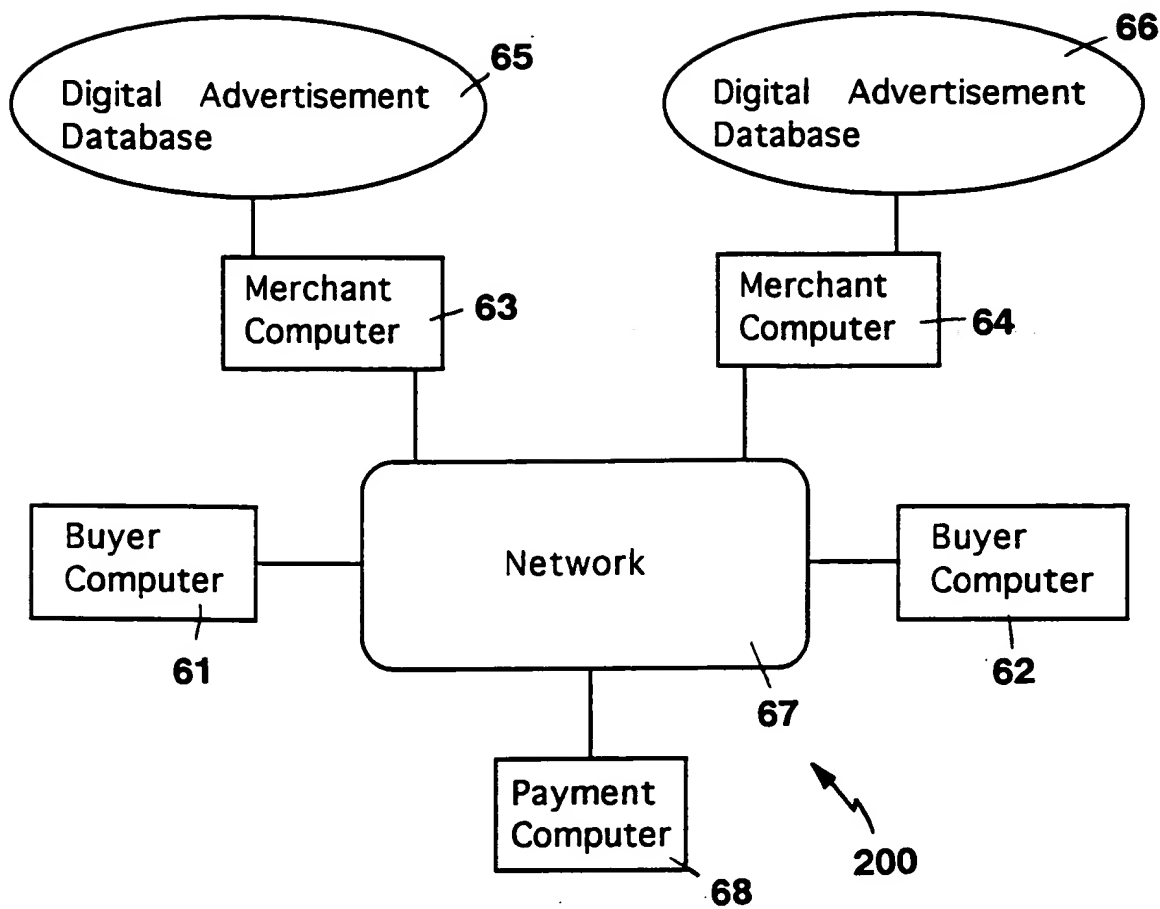 65
66
Digital Advertisement
Database
Digital Advertisement
Database
Merchant
Computer
63
Merchant
Computer
64
Buyer
Computer
61
Network
67
Buyer
Computer
62
Payment
Computer
68
200